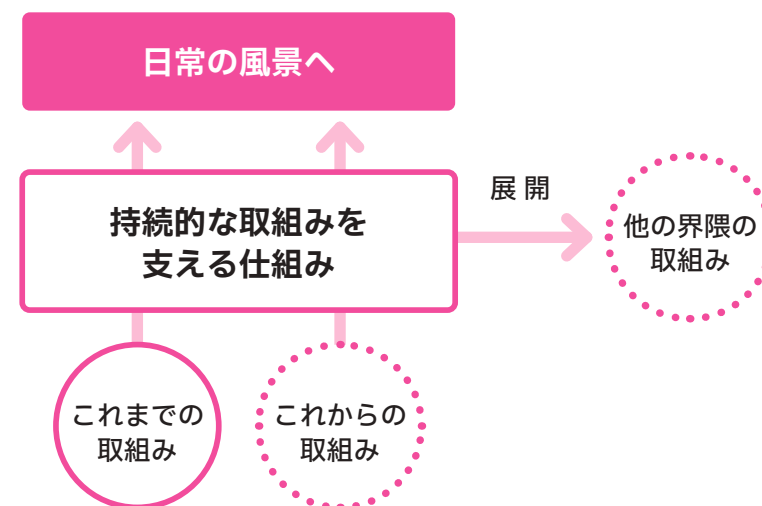 日常の風景へ
持続的な取組みを
支える仕組み
展開
他の界隈の
取組み
これまでの
取組み
これからの
取組み